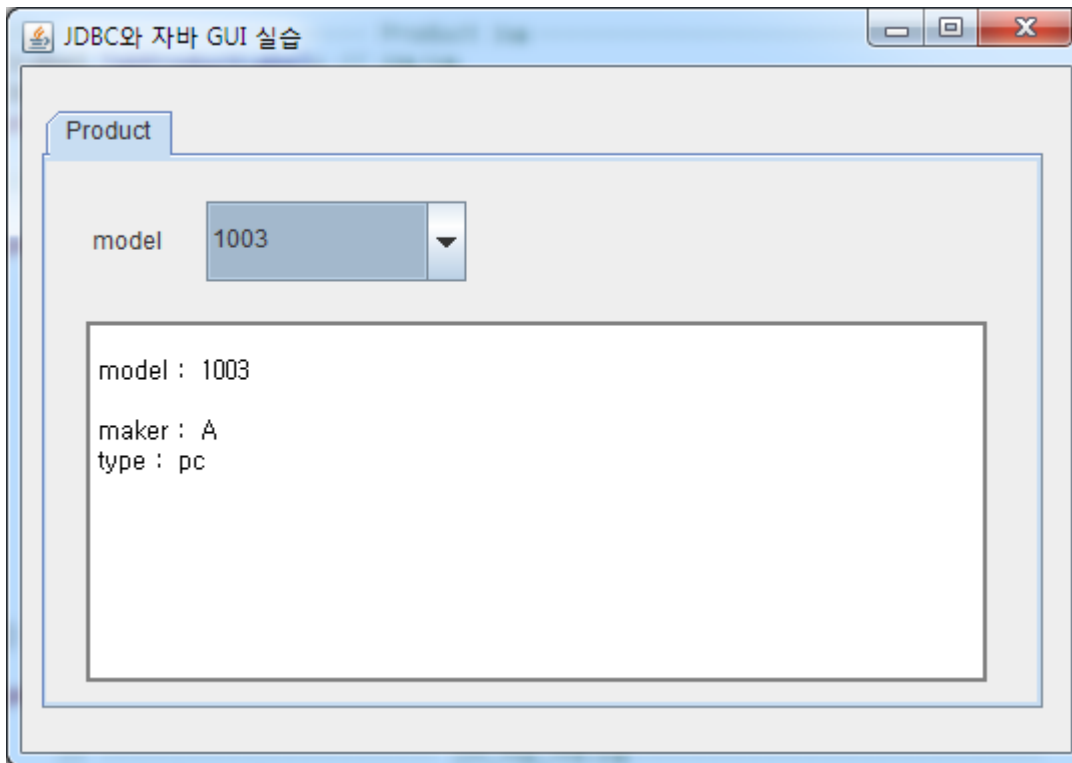 JDBC와 자바 GUI 실습
Product
model 1003
model : 1003
maker : A
type : pc